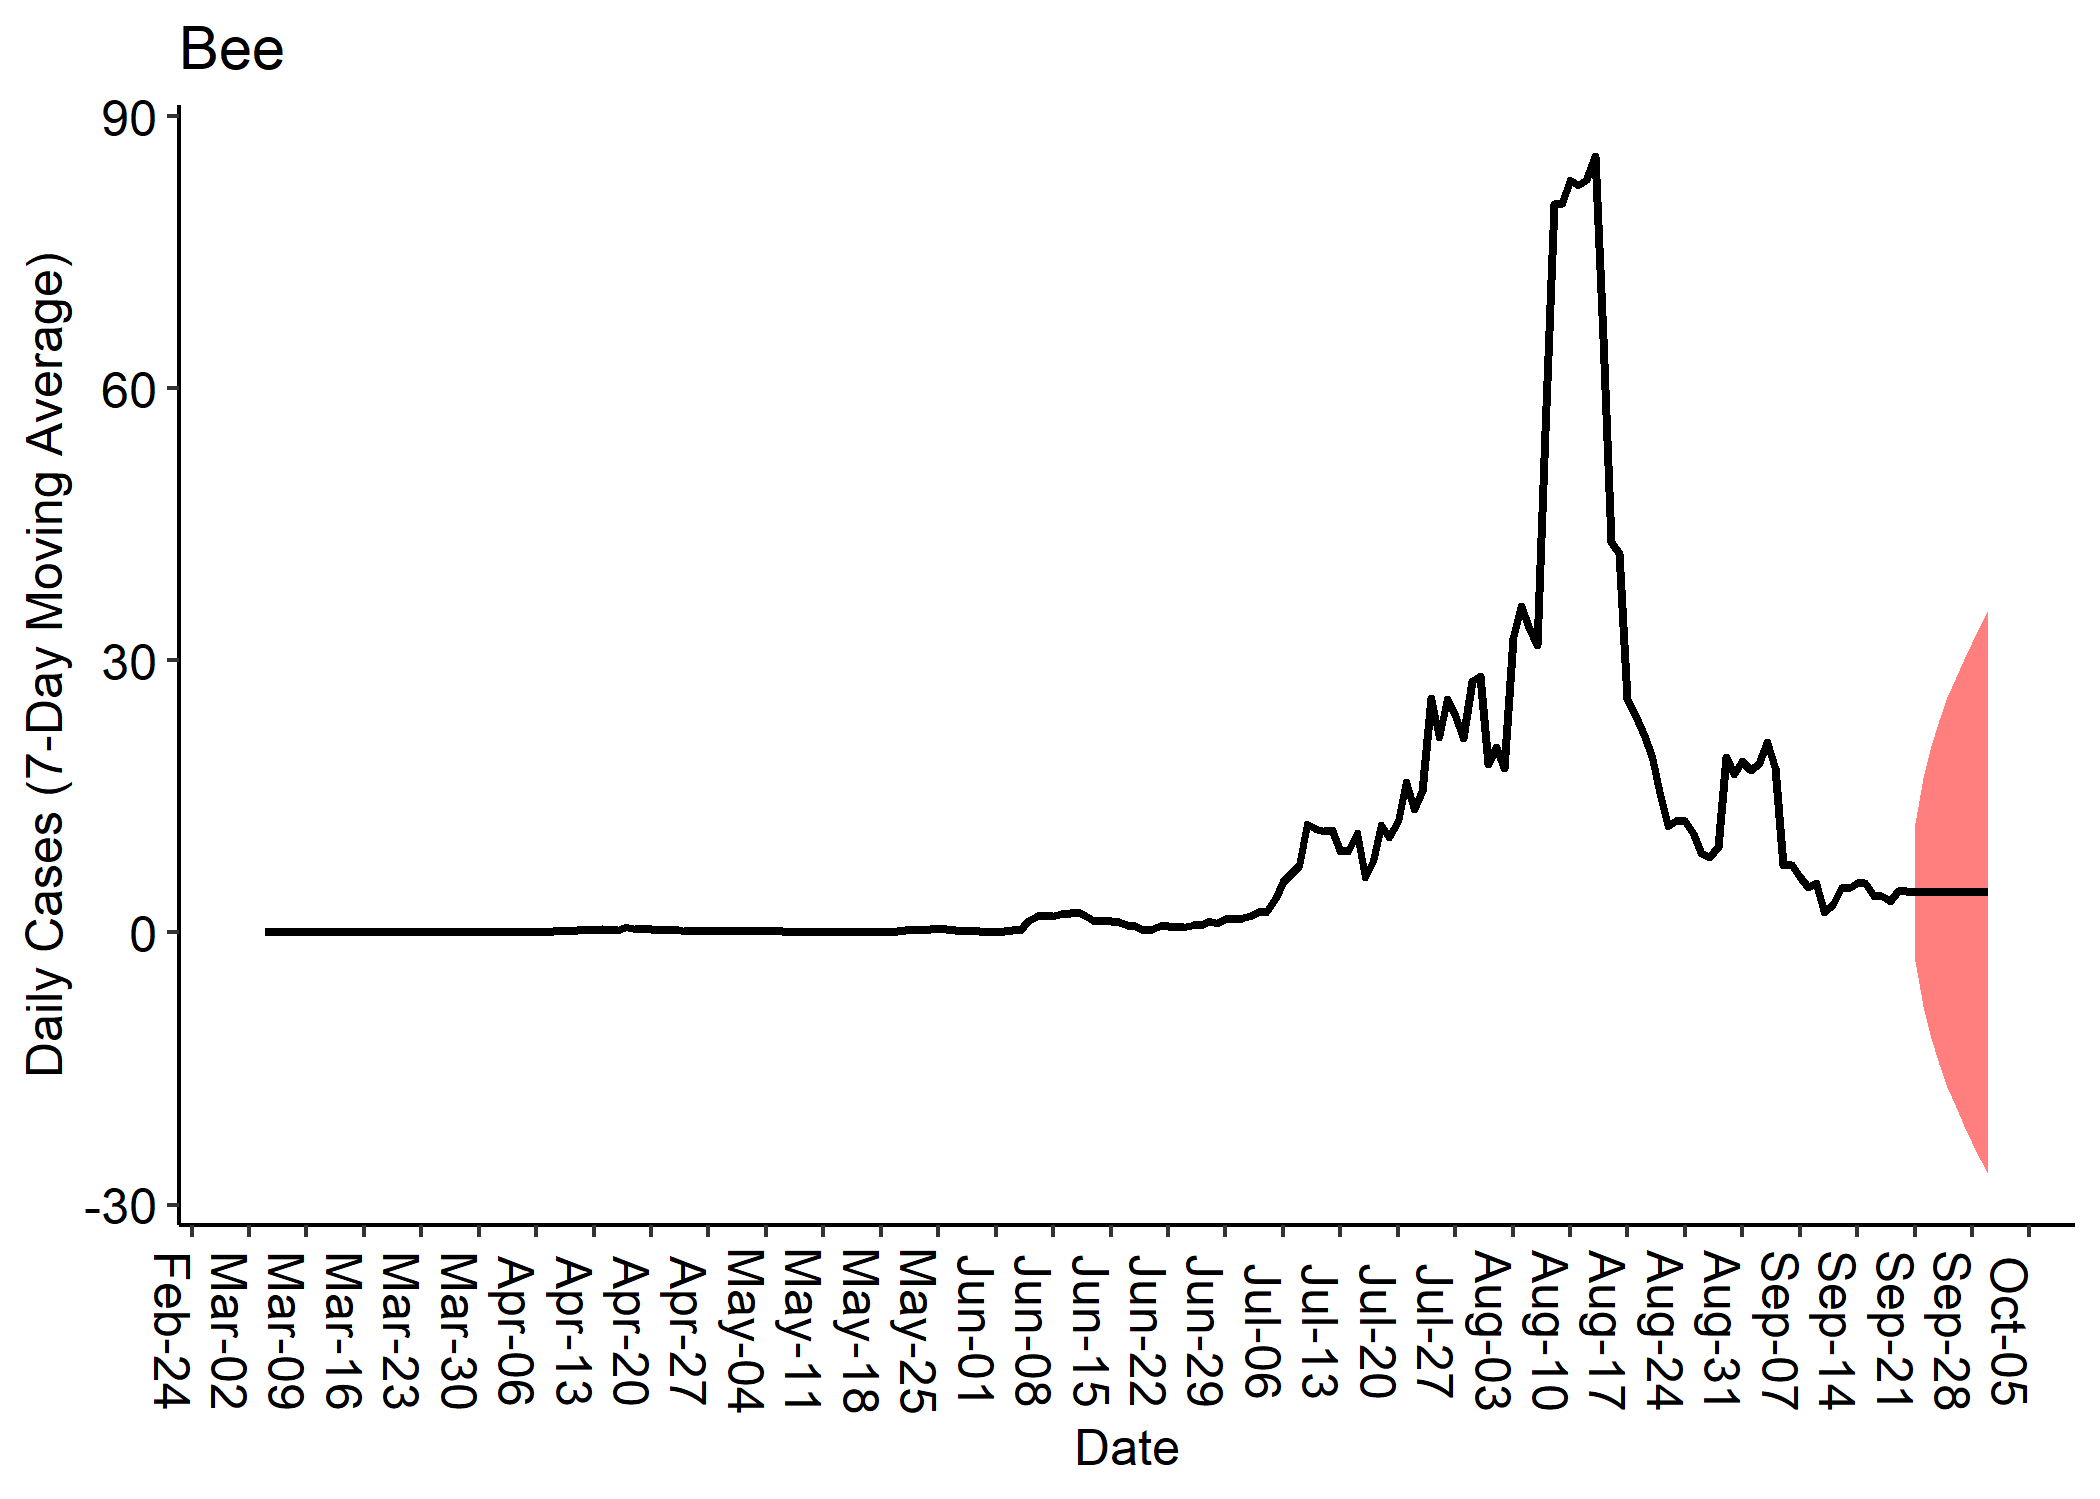 Bee
Daily Cases (7-Day Moving Average)
90
60
30
0
-30
Feb-24
Mar-02
Mar-09
Mar-16
Mar-23
Mar-30
Apr-06
Apr-13
Apr-20
Apr-27
May-04
May-11
May-18
May-25
Jun-01
Jun-08
Jun-15
Jun-22
Jun-29
Jul-06
Jul-13
Jul-20
Jul-27
Aug-03
Aug-10
Aug-17
Aug-24
Aug-31
Sep-07
Sep-14
Sep-21
Sep-28
Oct-05
Date